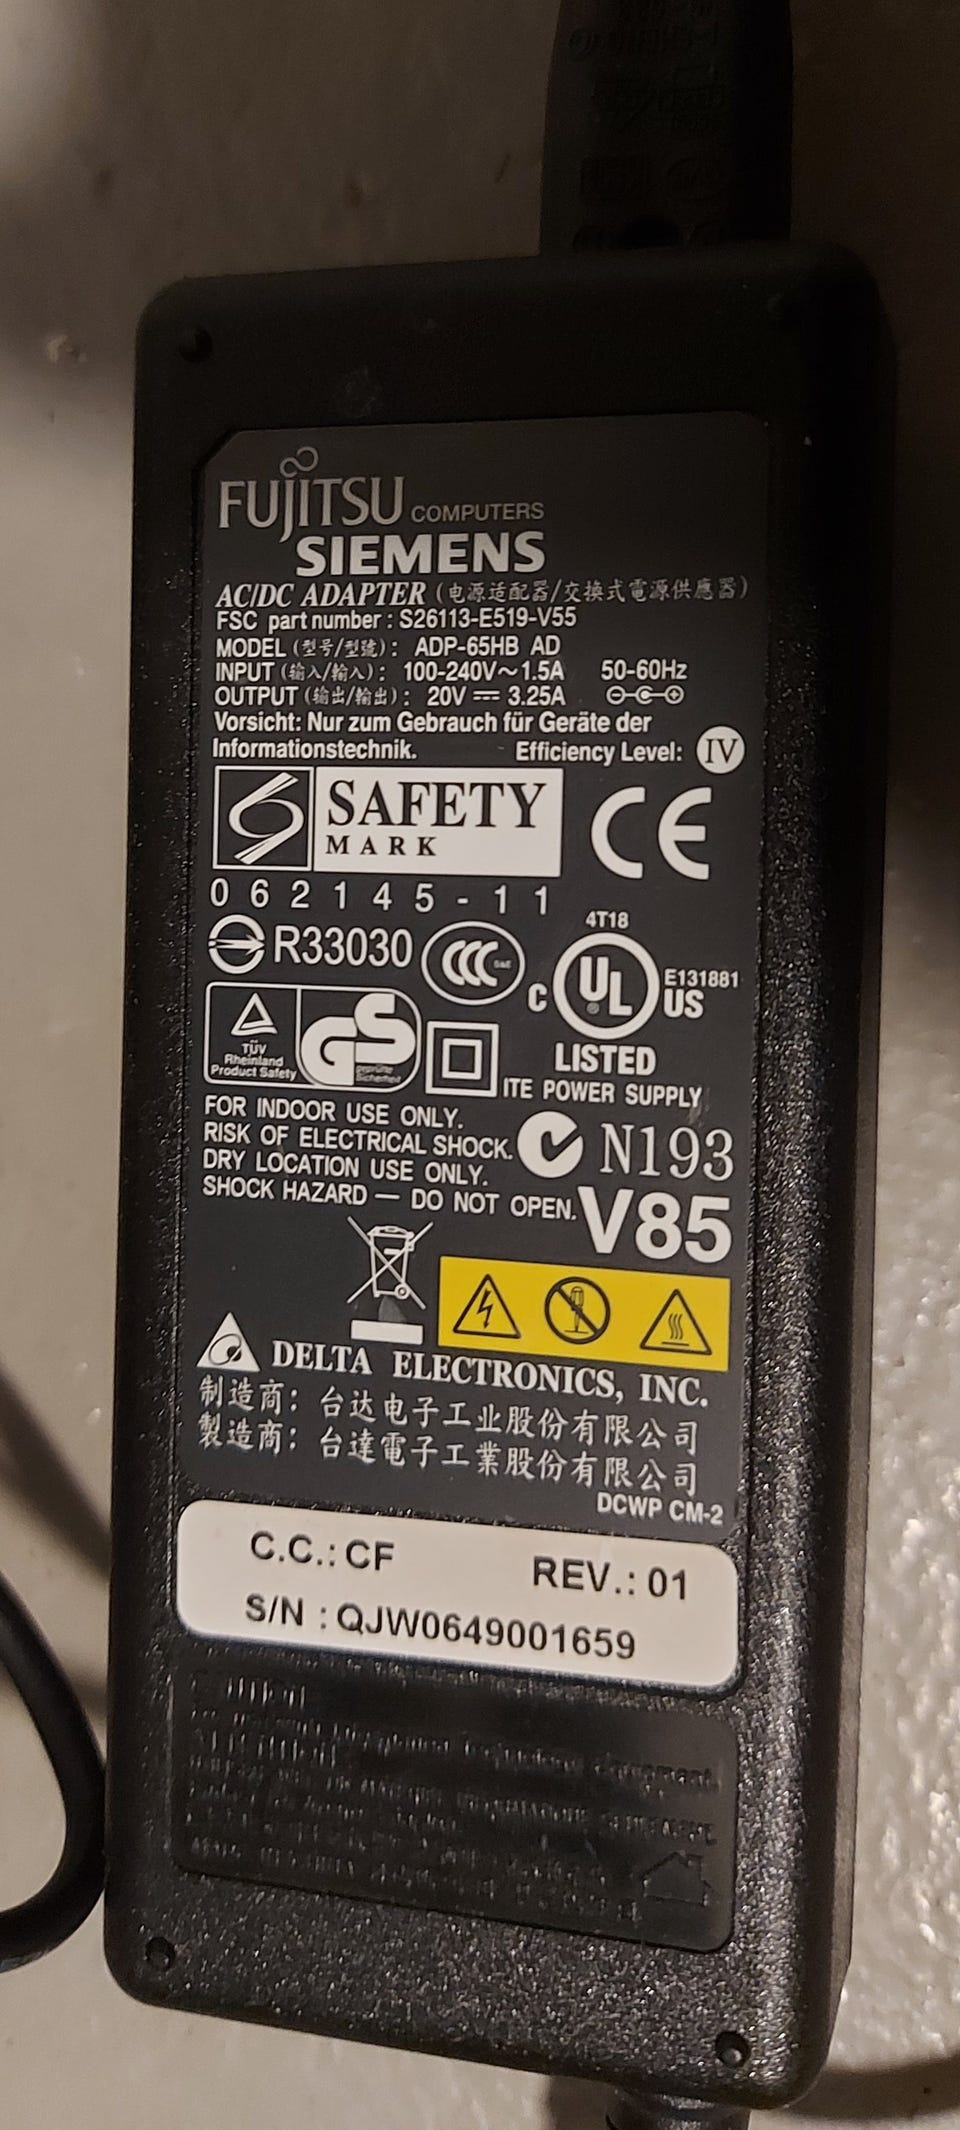 FUJITSU COMPUTERS
SIEMENS
AC/DC ADAPTER (电源适配器/交換式電源供應器)
FSC part number : S26113-E519-V55
MODEL (型号/型號) : ADP-65HB AD
INPUT (输入/輸入) : 100-240V~1.5A 50-60Hz
OUTPUT (输出/輸出) : 20V ⎓ 3.25A
Vorsicht: Nur zum Gebrauch für Geräte der
Informationstechnik. Efficiency Level: IV
SAFETY
MARK
CE
062145-11
R33030
CCC S&E
4T18
C UL US
E131881
LISTED
ITE POWER SUPPLY
TÜV
Rheinland
Product Safety
GS
geprüfte
Sicherheit
FOR INDOOR USE ONLY.
RISK OF ELECTRICAL SHOCK.
DRY LOCATION USE ONLY.
SHOCK HAZARD — DO NOT OPEN.
N193
V85
DELTA ELECTRONICS, INC.
制造商: 台达电子工业股份有限公司
製造商: 台達電子工業股份有限公司
DCWP CM-2
C.C.: CF REV.: 01
S/N : QJW0649001659